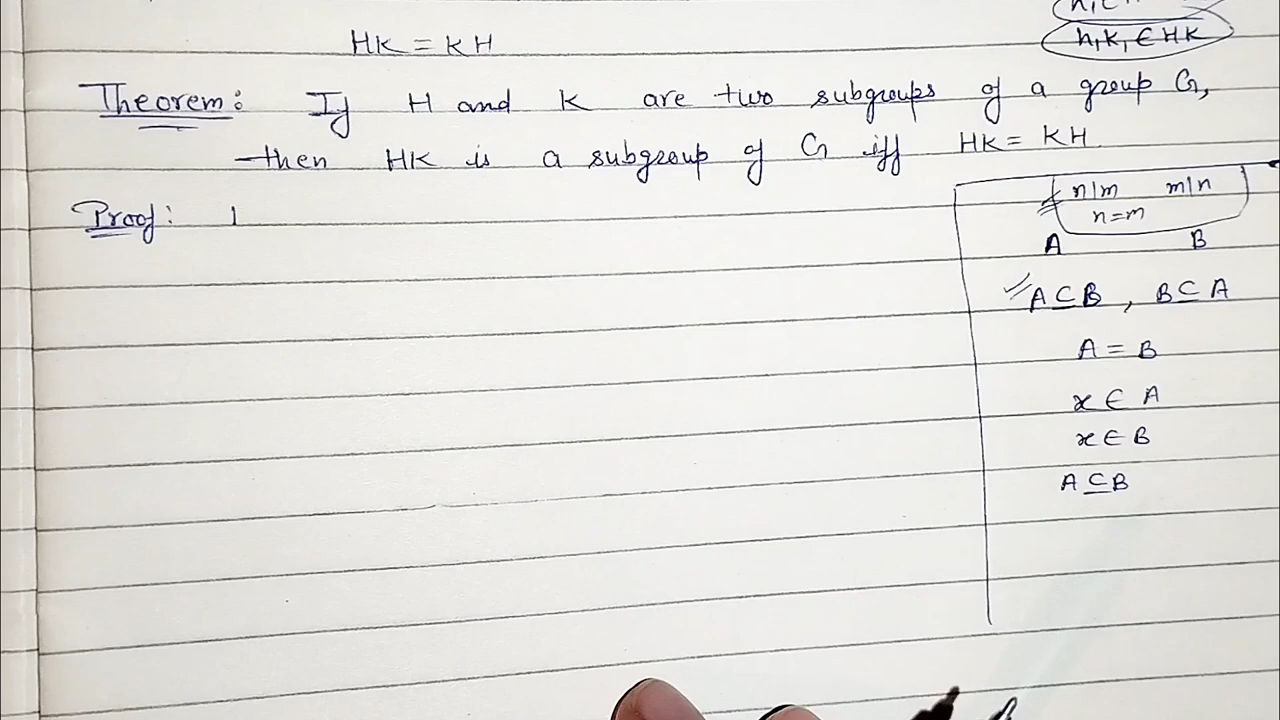 HK = KH
h₁k₁ ∈ HK
Theorem: If H and K are two subgroups of a group G,
then HK is a subgroup of G iff HK = KH.
Proof:
n|m m|n
n=m
A B
A ⊆ B , B ⊆ A
A = B
x ∈ A
x ∈ B
A ⊆ B